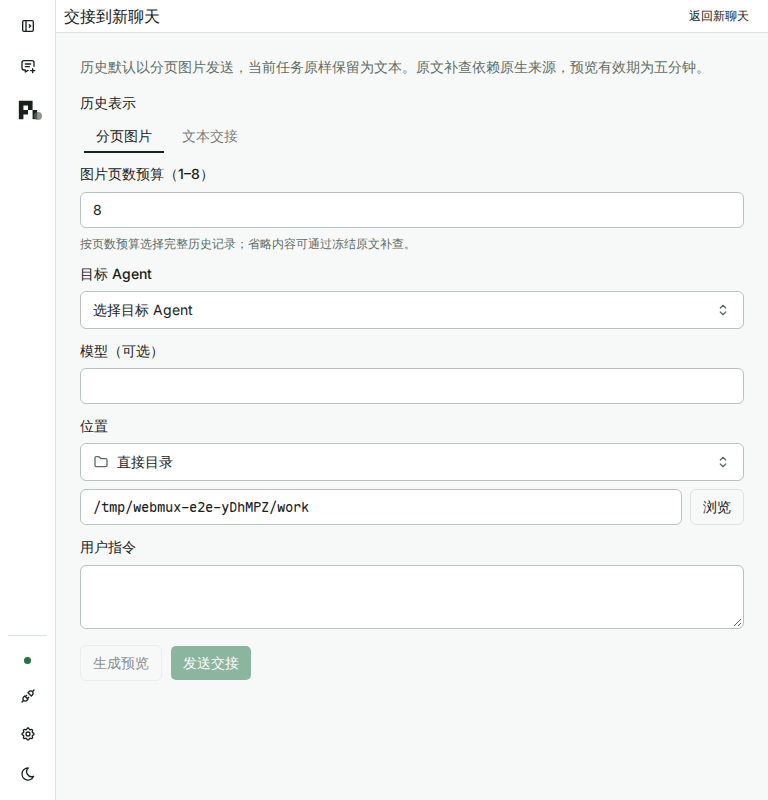 交接到新聊天
返回新聊天
历史默认以分页图片发送，当前任务原样保留为文本。原文补查依赖原生来源，预览有效期为五分钟。
历史表示
分页图片
文本交接
图片页数预算（1–8）
8
按页数预算选择完整历史记录；省略内容可通过冻结原文补查。
目标 Agent
选择目标 Agent
模型（可选）
位置
直接目录
/tmp/webmux-e2e-yDhMPZ/work
浏览
用户指令
生成预览
发送交接